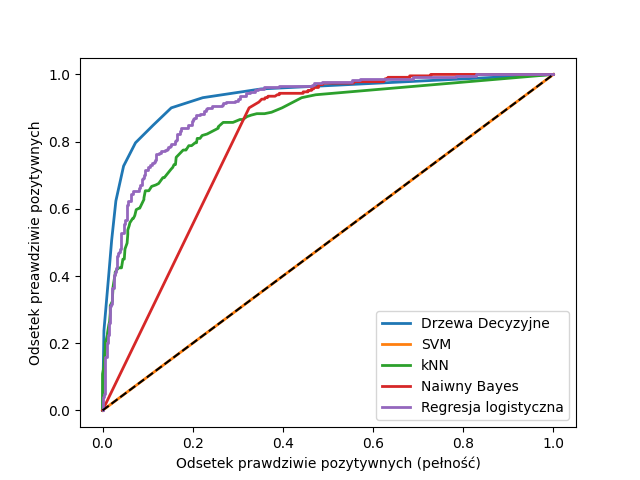 1.0
0.8
0.6
0.4
0.2
0.0
Odsetek preawdziwie pozytywnych
Drzewa Decyzyjne
SVM
kNN
Naiwny Bayes
Regresja logistyczna
0.0 0.2 0.4 0.6 0.8 1.0
Odsetek prawdziwie pozytywnych (pełność)